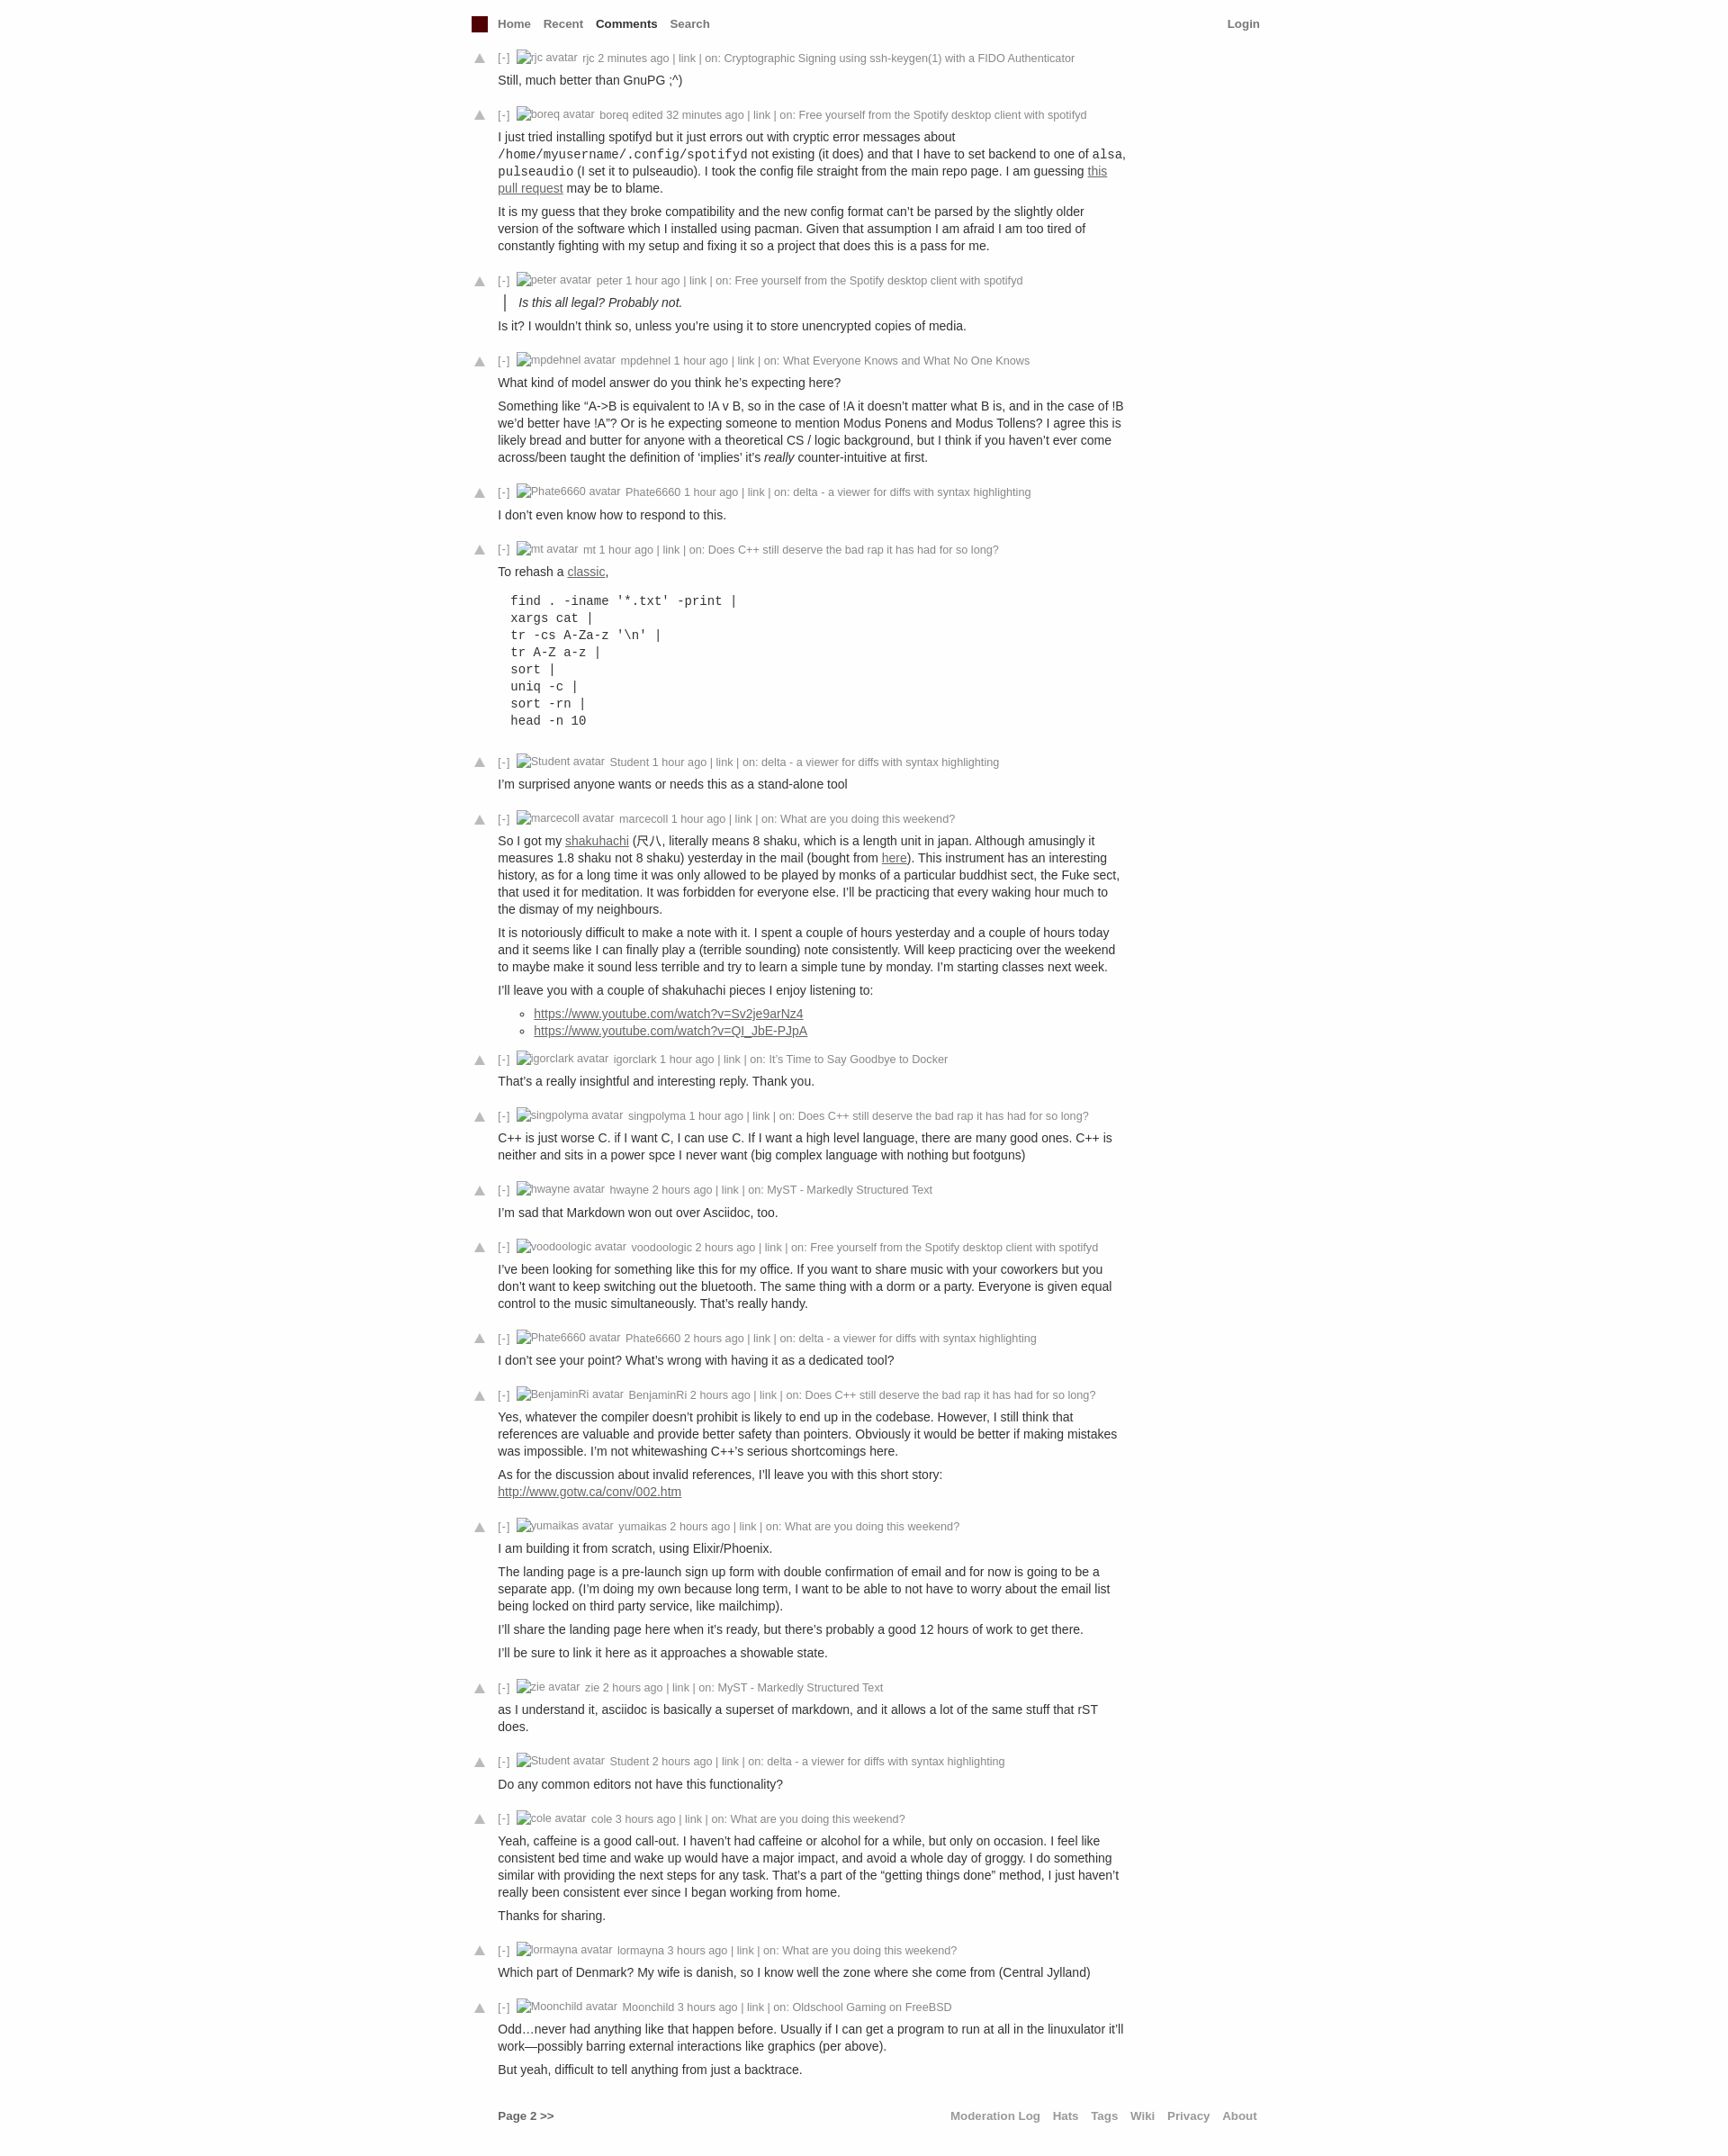 Home Recent Comments Search Login
[-] rjc avatar rjc 2 minutes ago | link | on: Cryptographic Signing using ssh-keygen(1) with a FIDO Authenticator
Still, much better than GnuPG ;^)
[-] boreq avatar boreq edited 32 minutes ago | link | on: Free yourself from the Spotify desktop client with spotifyd
I just tried installing spotifyd but it just errors out with cryptic error messages about
/home/myusername/.config/spotifyd not existing (it does) and that I have to set backend to one of alsa,
pulseaudio (I set it to pulseaudio). I took the config file straight from the main repo page. I am guessing this
pull request may be to blame.
It is my guess that they broke compatibility and the new config format can’t be parsed by the slightly older
version of the software which I installed using pacman. Given that assumption I am afraid I am too tired of
constantly fighting with my setup and fixing it so a project that does this is a pass for me.
[-] peter avatar peter 1 hour ago | link | on: Free yourself from the Spotify desktop client with spotifyd
Is this all legal? Probably not.
Is it? I wouldn’t think so, unless you’re using it to store unencrypted copies of media.
[-] mpdehnel avatar mpdehnel 1 hour ago | link | on: What Everyone Knows and What No One Knows
What kind of model answer do you think he’s expecting here?
Something like “A->B is equivalent to !A v B, so in the case of !A it doesn’t matter what B is, and in the case of !B
we’d better have !A”? Or is he expecting someone to mention Modus Ponens and Modus Tollens? I agree this is
likely bread and butter for anyone with a theoretical CS / logic background, but I think if you haven’t ever come
across/been taught the definition of ‘implies’ it’s really counter-intuitive at first.
[-] Phate6660 avatar Phate6660 1 hour ago | link | on: delta - a viewer for diffs with syntax highlighting
I don’t even know how to respond to this.
[-] mt avatar mt 1 hour ago | link | on: Does C++ still deserve the bad rap it has had for so long?
To rehash a classic,
find . -iname '*.txt' -print |
xargs cat |
tr -cs A-Za-z '\n' |
tr A-Z a-z |
sort |
uniq -c |
sort -rn |
head -n 10
[-] Student avatar Student 1 hour ago | link | on: delta - a viewer for diffs with syntax highlighting
I’m surprised anyone wants or needs this as a stand-alone tool
[-] marcecoll avatar marcecoll 1 hour ago | link | on: What are you doing this weekend?
So I got my shakuhachi (尺八, literally means 8 shaku, which is a length unit in japan. Although amusingly it
measures 1.8 shaku not 8 shaku) yesterday in the mail (bought from here). This instrument has an interesting
history, as for a long time it was only allowed to be played by monks of a particular buddhist sect, the Fuke sect,
that used it for meditation. It was forbidden for everyone else. I’ll be practicing that every waking hour much to
the dismay of my neighbours.
It is notoriously difficult to make a note with it. I spent a couple of hours yesterday and a couple of hours today
and it seems like I can finally play a (terrible sounding) note consistently. Will keep practicing over the weekend
to maybe make it sound less terrible and try to learn a simple tune by monday. I’m starting classes next week.
I’ll leave you with a couple of shakuhachi pieces I enjoy listening to:
https://www.youtube.com/watch?v=Sv2je9arNz4
https://www.youtube.com/watch?v=QI_JbE-PJpA
[-] igorclark avatar igorclark 1 hour ago | link | on: It’s Time to Say Goodbye to Docker
That’s a really insightful and interesting reply. Thank you.
[-] singpolyma avatar singpolyma 1 hour ago | link | on: Does C++ still deserve the bad rap it has had for so long?
C++ is just worse C. if I want C, I can use C. If I want a high level language, there are many good ones. C++ is
neither and sits in a power spce I never want (big complex language with nothing but footguns)
[-] hwayne avatar hwayne 2 hours ago | link | on: MyST - Markedly Structured Text
I’m sad that Markdown won out over Asciidoc, too.
[-] voodoologic avatar voodoologic 2 hours ago | link | on: Free yourself from the Spotify desktop client with spotifyd
I’ve been looking for something like this for my office. If you want to share music with your coworkers but you
don’t want to keep switching out the bluetooth. The same thing with a dorm or a party. Everyone is given equal
control to the music simultaneously. That’s really handy.
[-] Phate6660 avatar Phate6660 2 hours ago | link | on: delta - a viewer for diffs with syntax highlighting
I don’t see your point? What’s wrong with having it as a dedicated tool?
[-] BenjaminRi avatar BenjaminRi 2 hours ago | link | on: Does C++ still deserve the bad rap it has had for so long?
Yes, whatever the compiler doesn’t prohibit is likely to end up in the codebase. However, I still think that
references are valuable and provide better safety than pointers. Obviously it would be better if making mistakes
was impossible. I’m not whitewashing C++’s serious shortcomings here.
As for the discussion about invalid references, I’ll leave you with this short story:
http://www.gotw.ca/conv/002.htm
[-] yumaikas avatar yumaikas 2 hours ago | link | on: What are you doing this weekend?
I am building it from scratch, using Elixir/Phoenix.
The landing page is a pre-launch sign up form with double confirmation of email and for now is going to be a
separate app. (I’m doing my own because long term, I want to be able to not have to worry about the email list
being locked on third party service, like mailchimp).
I’ll share the landing page here when it’s ready, but there’s probably a good 12 hours of work to get there.
I’ll be sure to link it here as it approaches a showable state.
[-] zie avatar zie 2 hours ago | link | on: MyST - Markedly Structured Text
as I understand it, asciidoc is basically a superset of markdown, and it allows a lot of the same stuff that rST
does.
[-] Student avatar Student 2 hours ago | link | on: delta - a viewer for diffs with syntax highlighting
Do any common editors not have this functionality?
[-] cole avatar cole 3 hours ago | link | on: What are you doing this weekend?
Yeah, caffeine is a good call-out. I haven’t had caffeine or alcohol for a while, but only on occasion. I feel like
consistent bed time and wake up would have a major impact, and avoid a whole day of groggy. I do something
similar with providing the next steps for any task. That’s a part of the “getting things done” method, I just haven’t
really been consistent ever since I began working from home.
Thanks for sharing.
[-] lormayna avatar lormayna 3 hours ago | link | on: What are you doing this weekend?
Which part of Denmark? My wife is danish, so I know well the zone where she come from (Central Jylland)
[-] Moonchild avatar Moonchild 3 hours ago | link | on: Oldschool Gaming on FreeBSD
Odd…never had anything like that happen before. Usually if I can get a program to run at all in the linuxulator it’ll
work—possibly barring external interactions like graphics (per above).
But yeah, difficult to tell anything from just a backtrace.
Page 2 >> Moderation Log Hats Tags Wiki Privacy About